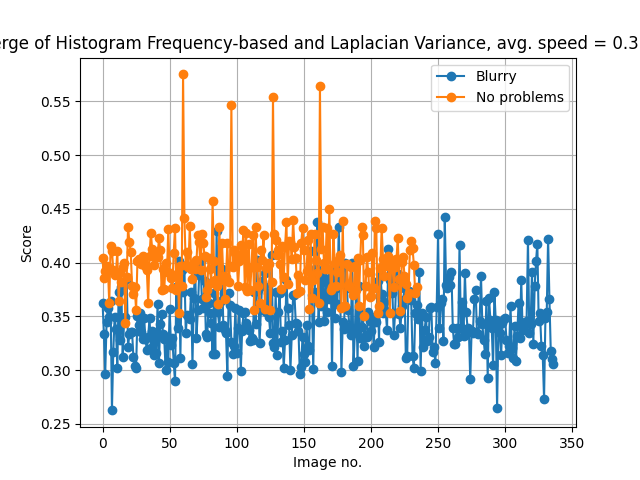 erge of Histogram Frequency-based and Laplacian Variance, avg. speed = 0.3
Blurry
No problems
0.55
0.50
0.45
0.40
0.35
0.30
0.25
Score
0 50 100 150 200 250 300 350
Image no.